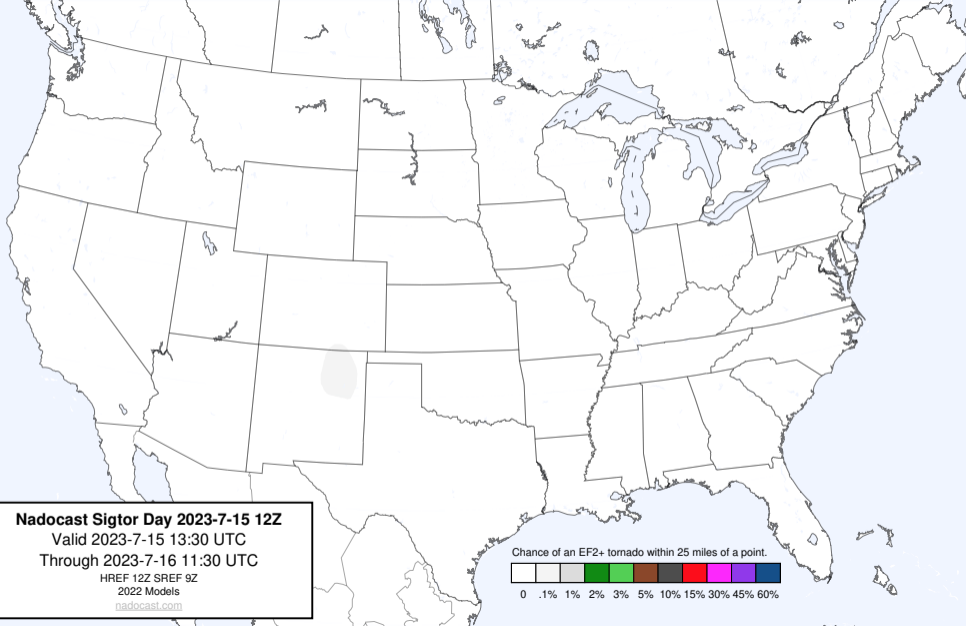 Nadocast Sigtor Day 2023-7-15 12Z
Valid 2023-7-15 13:30 UTC
Through 2023-7-16 11:30 UTC
HREF 12Z SREF 9Z
2022 Models
nadocast.com
Chance of an EF2+ tornado within 25 miles of a point.
0 .1% 1% 2% 3% 5% 10% 15% 30% 45% 60%